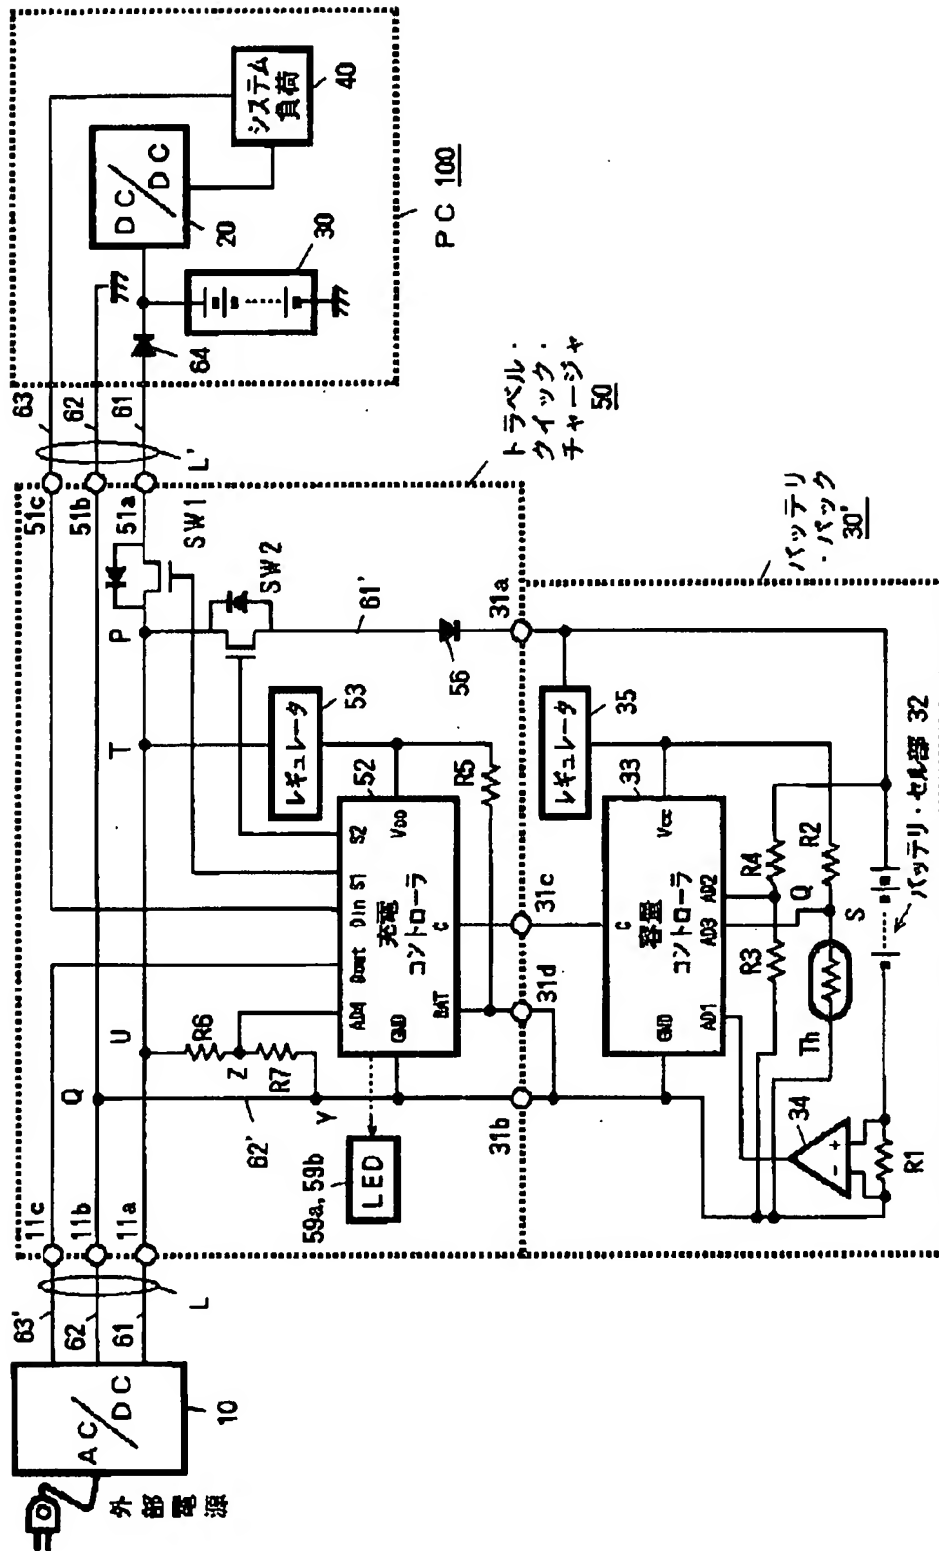 外部電源
AC/DC
10
63'
62
61
L
11c
11b
11a
Q
U
T
P
R6
Z
R7
Y
62'
59a, 59b
LED
AD4
Dout
Din
S1
S2
GND
充電
コントローラ
52
VDD
BAT
C
レギュレータ
53
R5
SW1
SW2
61'
56
51c
51b
51a
L'
63
62
61
トラベル・
クイック・
チャージャ
50
64
DC/DC
20
30
システム
負荷
40
PC 100
31b
31d
31c
31a
バッテリ
・パック
30'
レギュレータ
35
C
33
GND
容量
コントローラ
Vcc
AD1
AD3
AD2
R3
R4
Q
R2
Th
S
34
R1
バッテリ・セル部 32